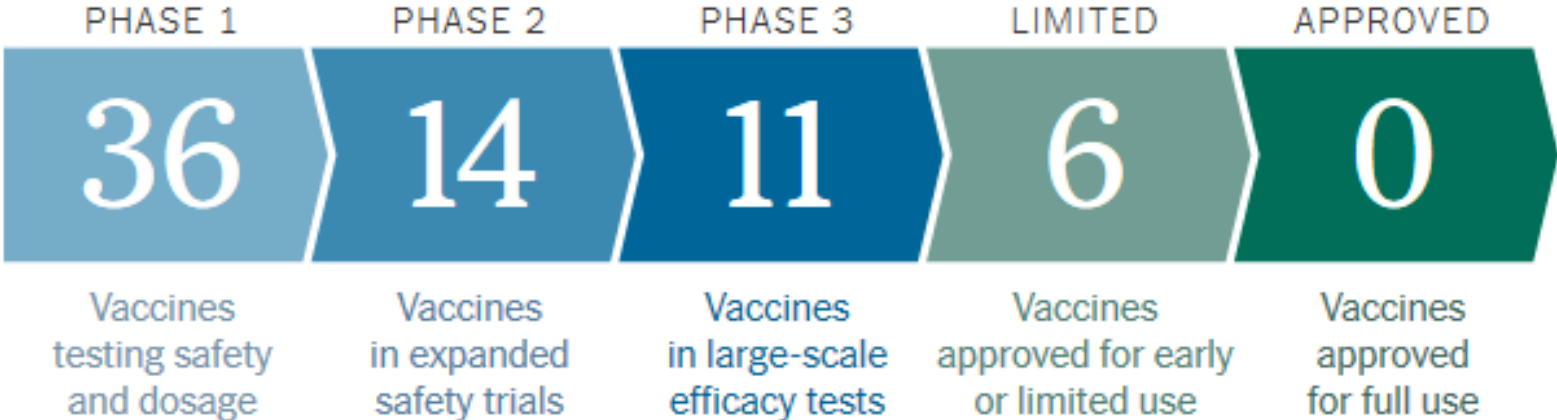 PHASE 1 PHASE 2 PHASE 3 LIMITED APPROVED
36 14 11 6 0
Vaccines Vaccines Vaccines Vaccines Vaccines
testing safety in expanded in large-scale approved for early approved
and dosage safety trials efficacy tests or limited use for full use